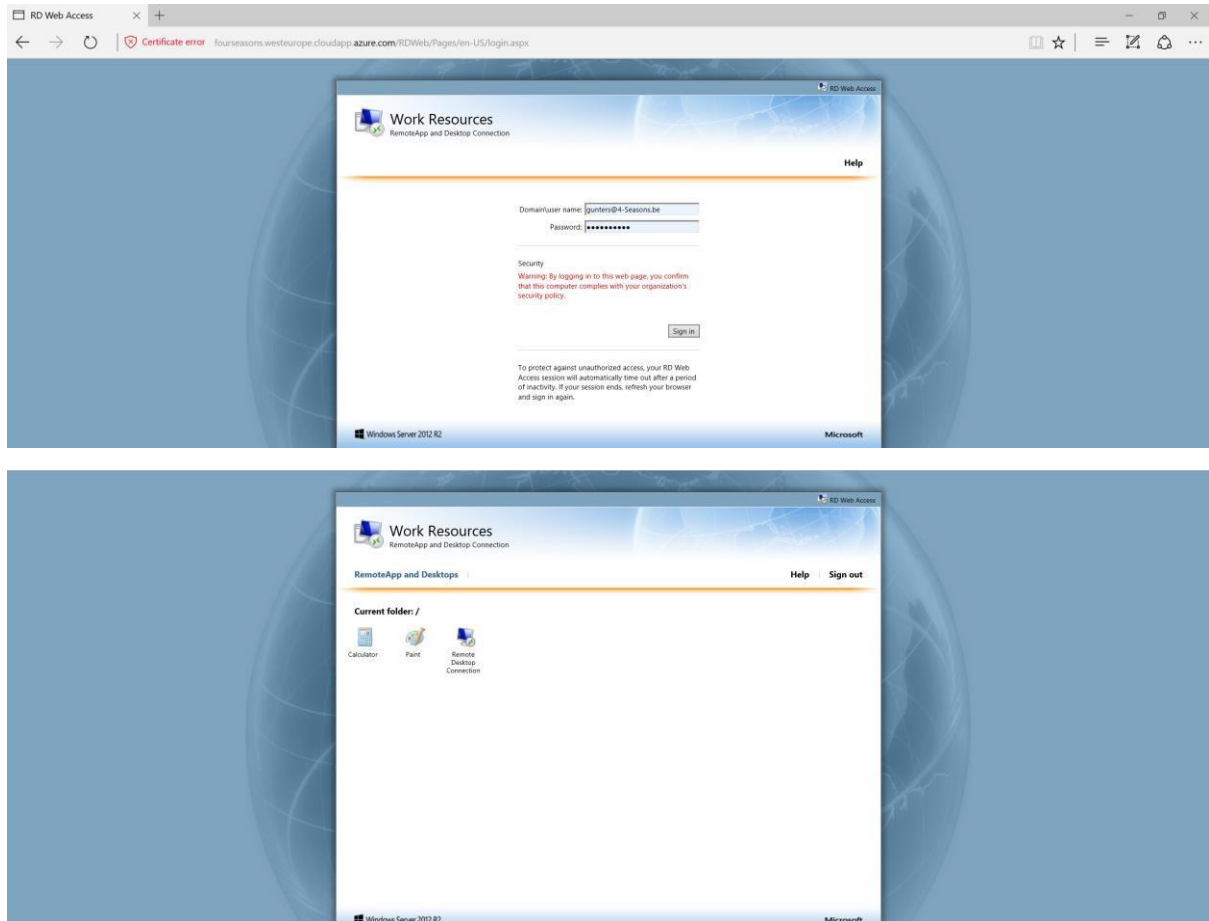 RD Web Access
Certificate error fourseasons.westeurope.cloudapp.azure.com/RDWeb/Pages/en-US/login.aspx
RD Web Access
Work Resources
RemoteApp and Desktop Connection
Help
Domain\user name: gunters@4-Seasons.be
Password: ••••••••••
Security
Warning: By logging in to this web page, you confirm
that this computer complies with your organization's
security policy.
Sign in
To protect against unauthorized access, your RD Web
Access session will automatically time out after a period
of inactivity. If your session ends, refresh your browser
and sign in again.
Windows Server 2012 R2 Microsoft
RD Web Access
Work Resources
RemoteApp and Desktop Connection
RemoteApp and Desktops Help Sign out
Current folder: /
Calculator Paint Remote
Desktop
Connection
Windows Server 2012 R2 Microsoft